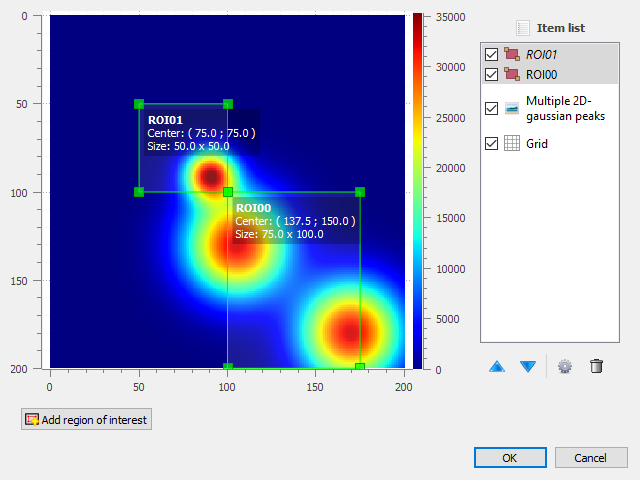 0
50
100
150
200
0
50
100
150
200
35000
30000
25000
20000
15000
10000
5000
0
ROI01
Center: ( 75.0 ; 75.0 )
Size: 50.0 x 50.0
ROI00
Center: ( 137.5 ; 150.0 )
Size: 75.0 x 100.0
Item list
ROI01
ROI00
Multiple 2D-
gaussian peaks
Grid
Add region of interest
OK
Cancel